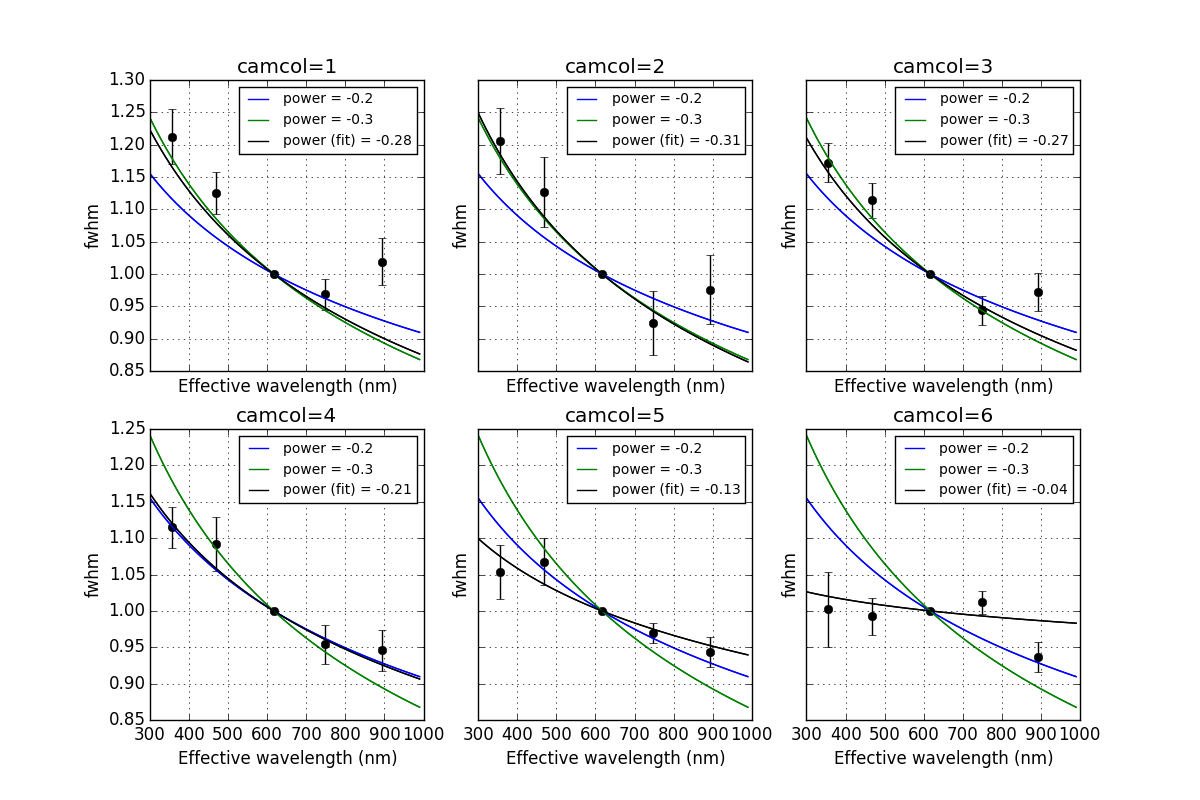 camcol=1
camcol=2
camcol=3
1.30
1.25
1.20
1.15
1.10
1.05
1.00
0.95
0.90
0.85
fwhm
power = -0.2
power = -0.3
power (fit) = -0.28
Effective wavelength (nm)
fwhm
power = -0.2
power = -0.3
power (fit) = -0.31
Effective wavelength (nm)
fwhm
power = -0.2
power = -0.3
power (fit) = -0.27
Effective wavelength (nm)
camcol=4
camcol=5
camcol=6
1.25
1.20
1.15
1.10
1.05
1.00
0.95
0.90
0.85
fwhm
power = -0.2
power = -0.3
power (fit) = -0.21
300 400 500 600 700 800 900 1000
Effective wavelength (nm)
fwhm
power = -0.2
power = -0.3
power (fit) = -0.13
300 400 500 600 700 800 900 1000
Effective wavelength (nm)
fwhm
power = -0.2
power = -0.3
power (fit) = -0.04
300 400 500 600 700 800 900 1000
Effective wavelength (nm)